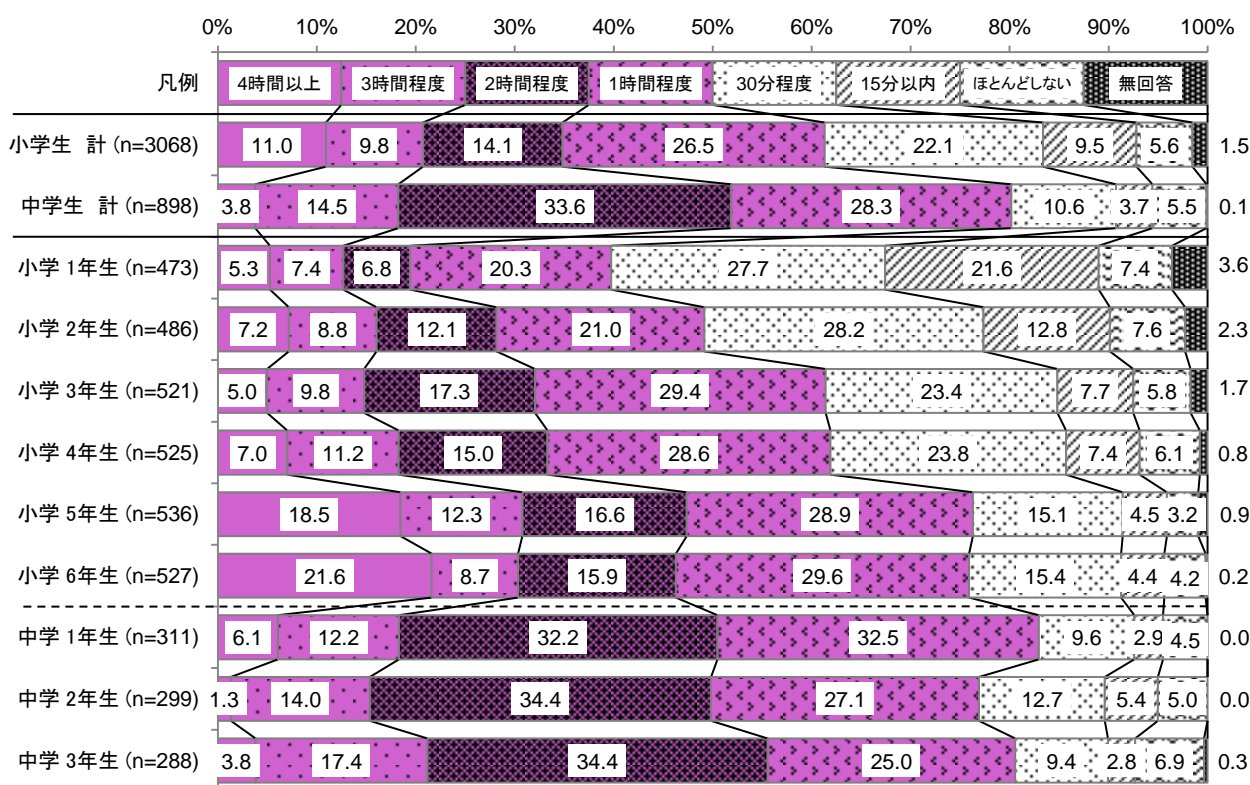 0% 10% 20% 30% 40% 50% 60% 70% 80% 90% 100%
凡例 4時間以上 3時間程度 2時間程度 1時間程度 30分程度 15分以内 ほとんどしない 無回答
小学生 計 (n=3068) 11.0 9.8 14.1 26.5 22.1 9.5 5.6 1.5
中学生 計 (n=898) 3.8 14.5 33.6 28.3 10.6 3.7 5.5 0.1
小学 1年生 (n=473) 5.3 7.4 6.8 20.3 27.7 21.6 7.4 3.6
小学 2年生 (n=486) 7.2 8.8 12.1 21.0 28.2 12.8 7.6 2.3
小学 3年生 (n=521) 5.0 9.8 17.3 29.4 23.4 7.7 5.8 1.7
小学 4年生 (n=525) 7.0 11.2 15.0 28.6 23.8 7.4 6.1 0.8
小学 5年生 (n=536) 18.5 12.3 16.6 28.9 15.1 4.5 3.2 0.9
小学 6年生 (n=527) 21.6 8.7 15.9 29.6 15.4 4.4 4.2 0.2
中学 1年生 (n=311) 6.1 12.2 32.2 32.5 9.6 2.9 4.5 0.0
中学 2年生 (n=299) 1.3 14.0 34.4 27.1 12.7 5.4 5.0 0.0
中学 3年生 (n=288) 3.8 17.4 34.4 25.0 9.4 2.8 6.9 0.3